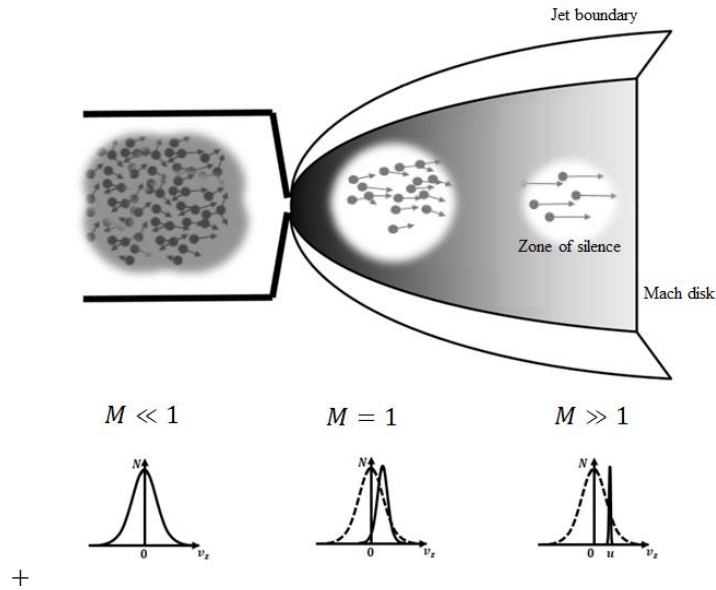 Jet boundary
Zone of silence
Mach disk
M ≪ 1
M = 1
M ≫ 1
N
0
v_z
N
0
v_z
N
0
u
v_z
+